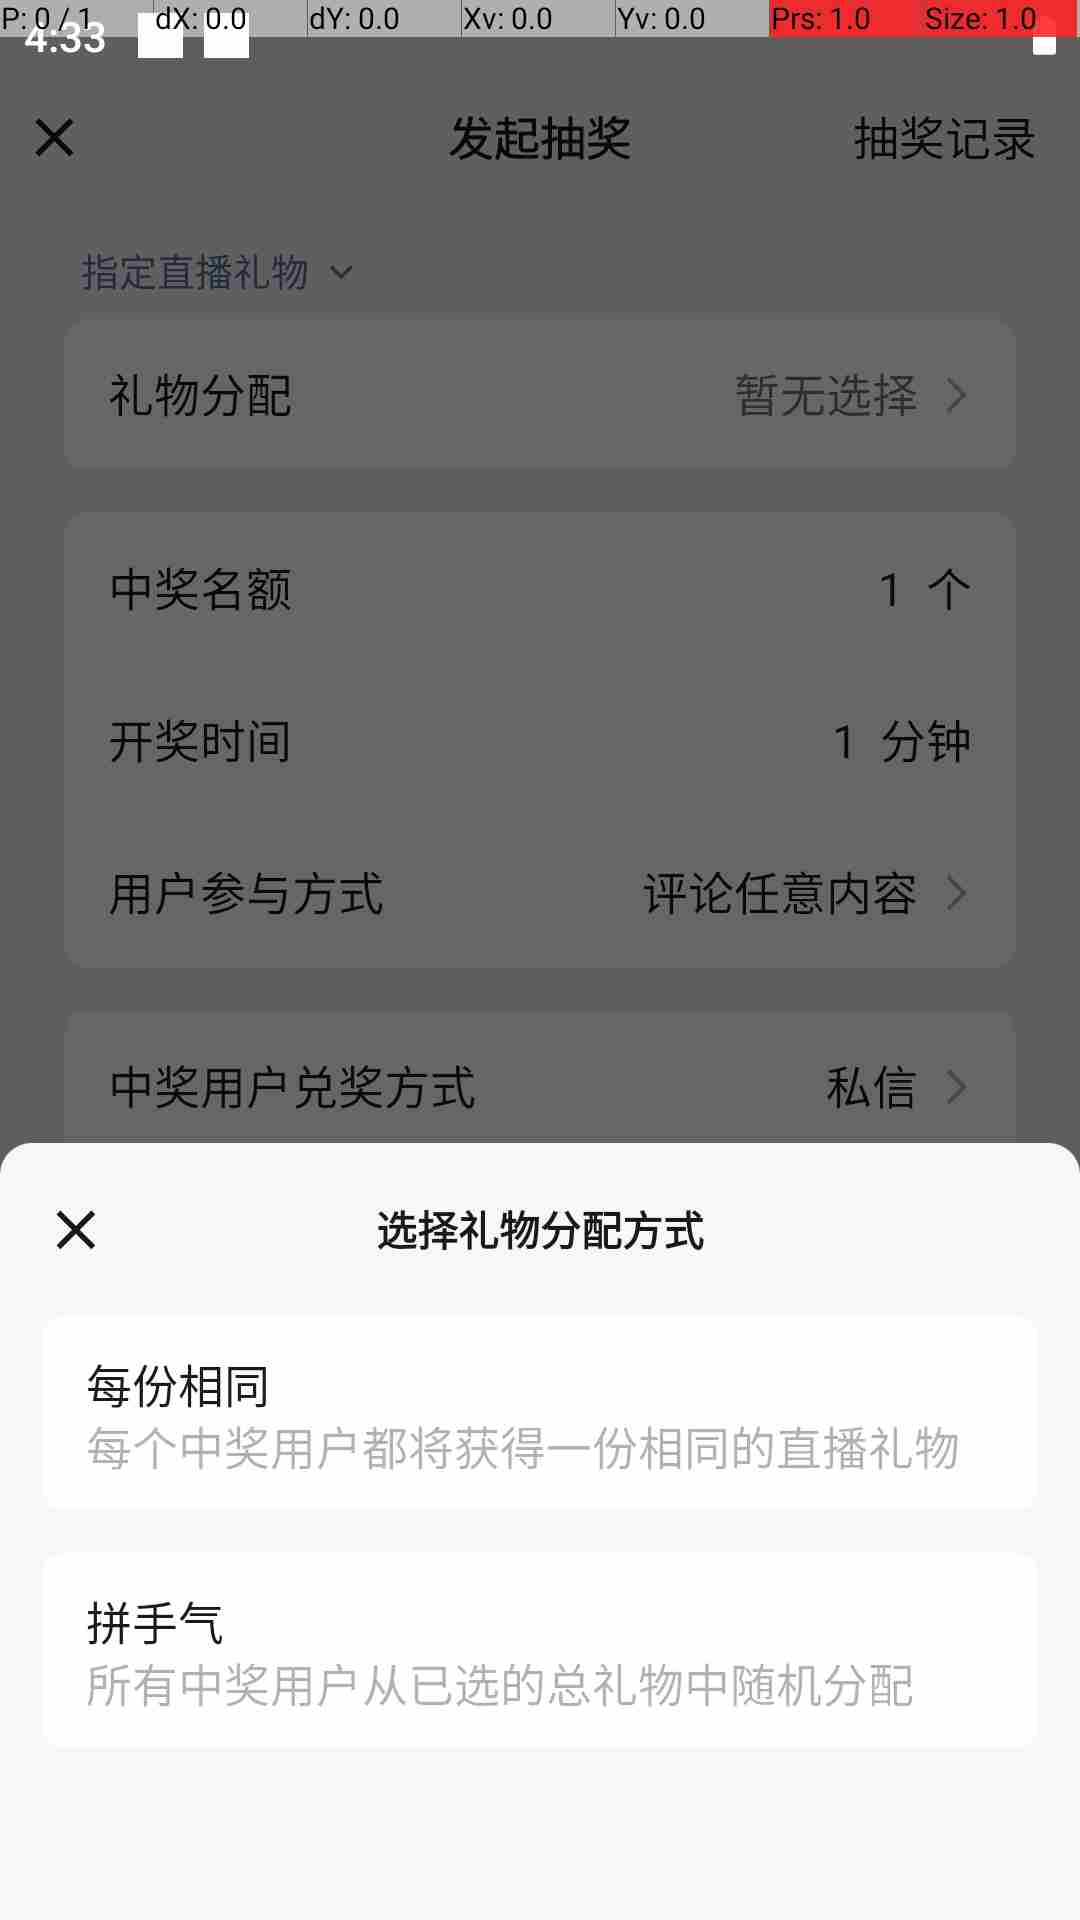 P: 0 / 1 dX: 0.0 dY: 0.0 Xv: 0.0 Yv: 0.0 Prs: 1.0 Size: 1.0
4:33
发起抽奖 抽奖记录
指定直播礼物
礼物分配 暂无选择
中奖名额 1 个
开奖时间 1 分钟
用户参与方式 评论任意内容
中奖用户兑奖方式 私信
选择礼物分配方式
每份相同
每个中奖用户都将获得一份相同的直播礼物
拼手气
所有中奖用户从已选的总礼物中随机分配